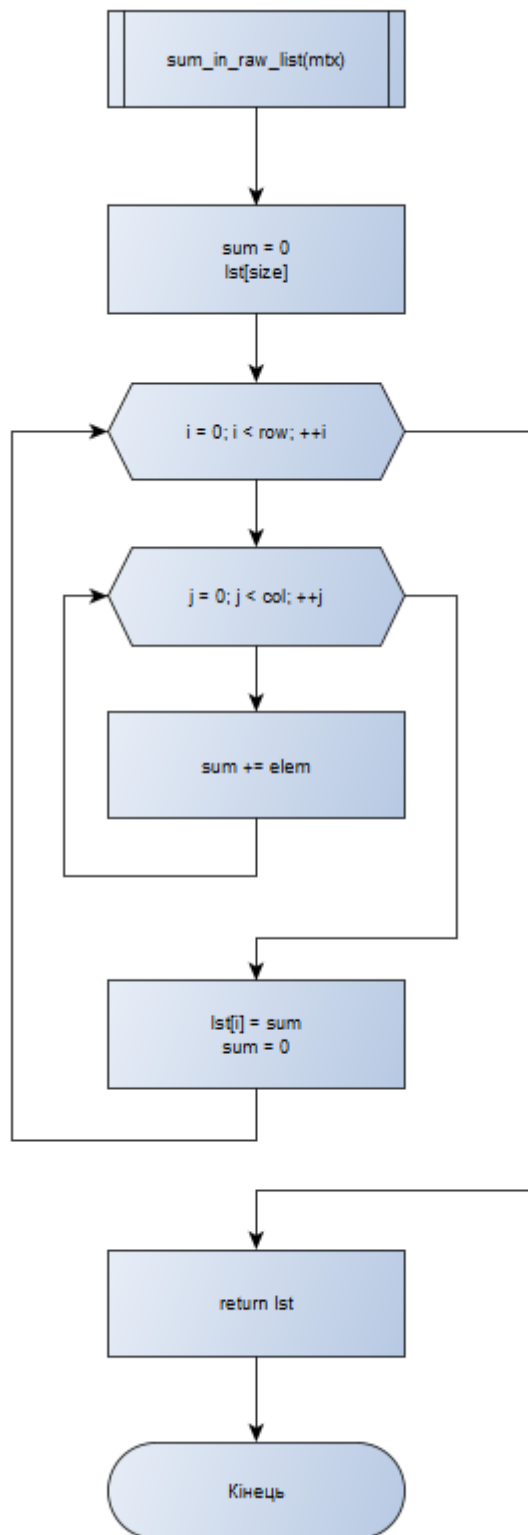 sum_in_raw_list(mtx)
sum = 0
lst[size]
i = 0; i < row; ++i
j = 0; j < col; ++j
sum += elem
lst[i] = sum
sum = 0
return lst
Кінець